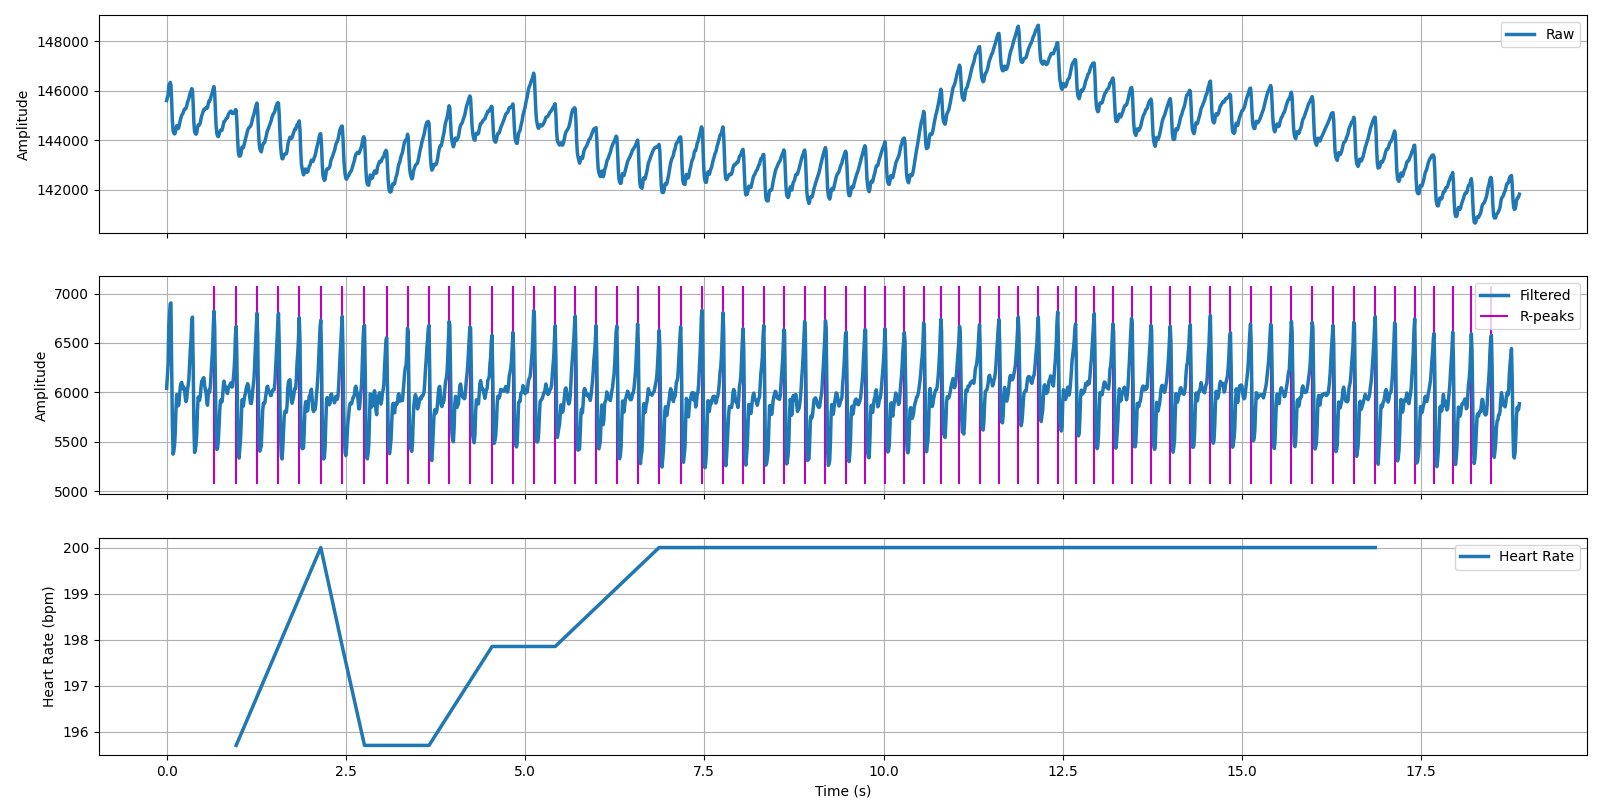 148000
146000
144000
142000
Amplitude
Raw
7000
6500
6000
5500
5000
Amplitude
Filtered
R-peaks
200
199
198
197
196
Heart Rate (bpm)
Heart Rate
0.0 2.5 5.0 7.5 10.0 12.5 15.0 17.5
Time (s)